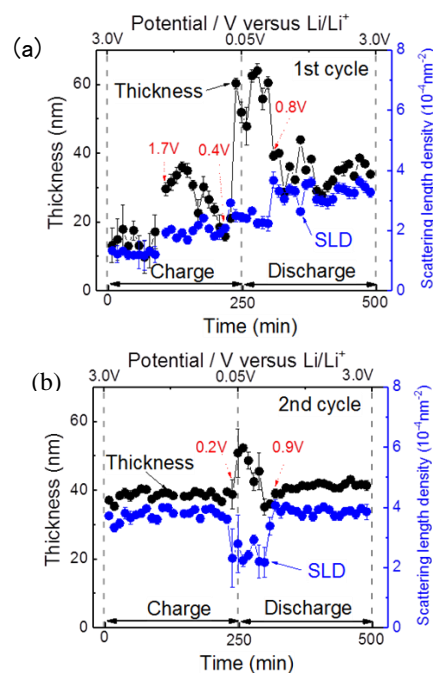 (a)
Potential / V versus Li/Li⁺
3.0V 0.05V 3.0V
1st cycle
Thickness
0.8V
1.7V
0.4V
SLD
Charge Discharge
Thickness (nm)
60
40
20
0
Scattering length density (10⁻⁴nm⁻²)
8
6
4
2
0
0 250 500
Time (min)
(b)
Potential / V versus Li/Li⁺
3.0V 0.05V 3.0V
2nd cycle
0.2V 0.9V
Thickness
SLD
Charge Discharge
Thickness (nm)
60
40
20
0
Scattering length density (10⁻⁴nm⁻²)
8
6
4
2
0
0 250 500
Time (min)